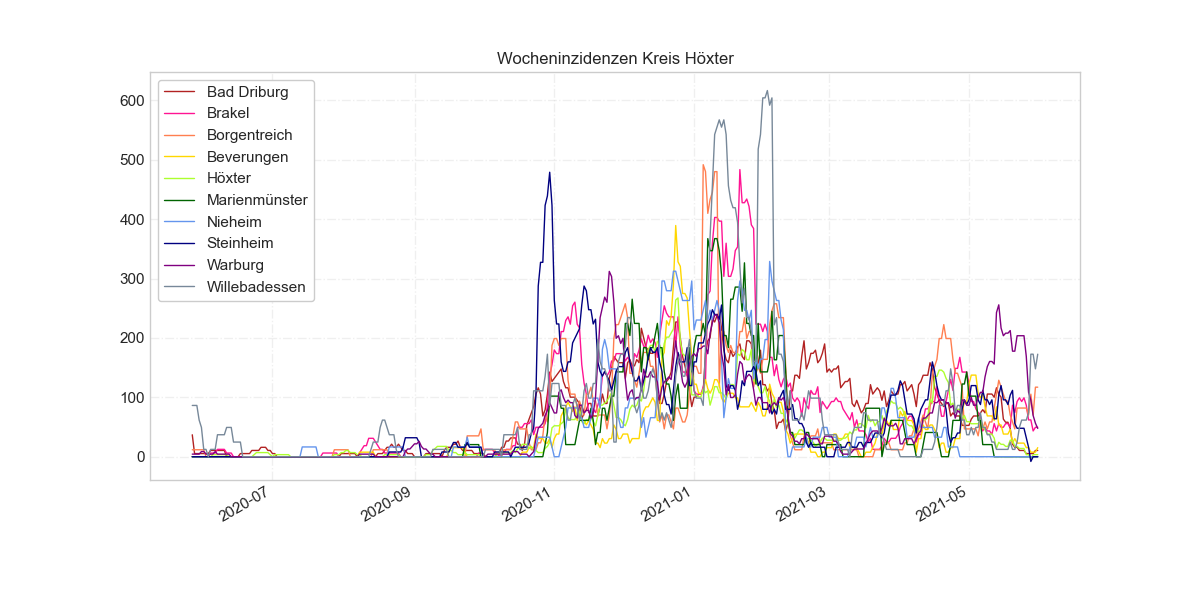 Wocheninzidenzen Kreis Höxter
Bad Driburg
Brakel
Borgentreich
Beverungen
Höxter
Marienmünster
Nieheim
Steinheim
Warburg
Willebadessen
600
500
400
300
200
100
0
2020-07
2020-09
2020-11
2021-01
2021-03
2021-05